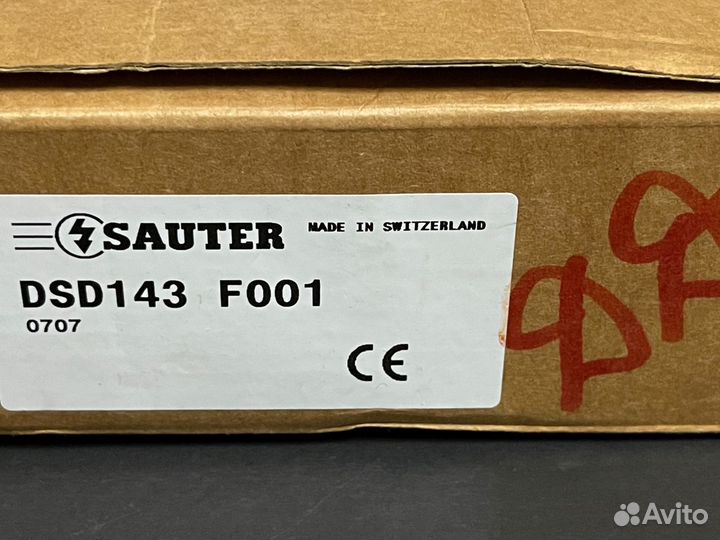 SAUTER MADE IN SWITZERLAND
DSD143 F001
0707
CE
Avito